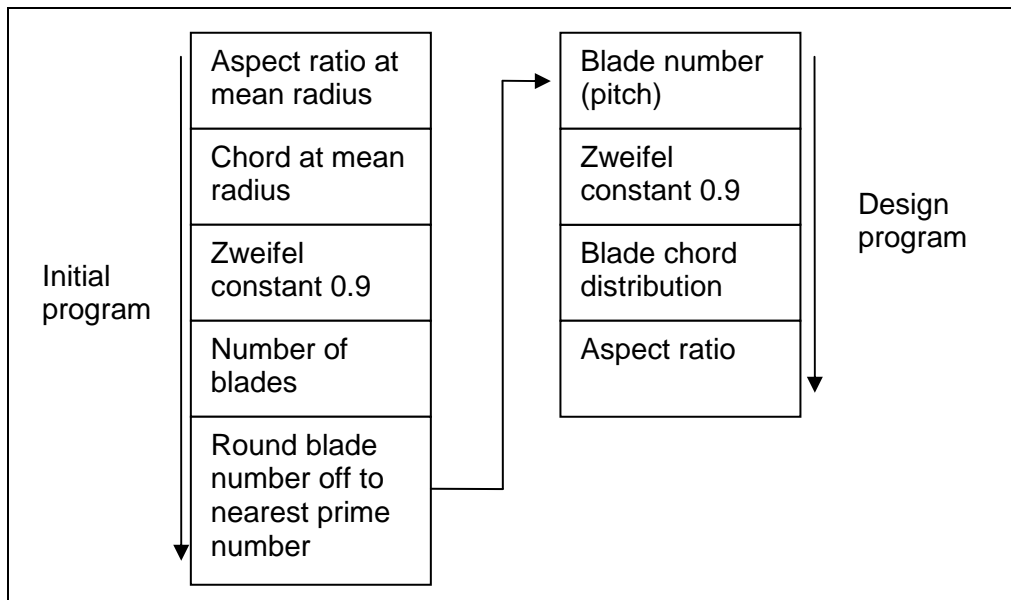 Initial
program
Aspect ratio at
mean radius
Chord at mean
radius
Zweifel
constant 0.9
Number of
blades
Round blade
number off to
nearest prime
number
Blade number
(pitch)
Zweifel
constant 0.9
Blade chord
distribution
Aspect ratio
Design
program